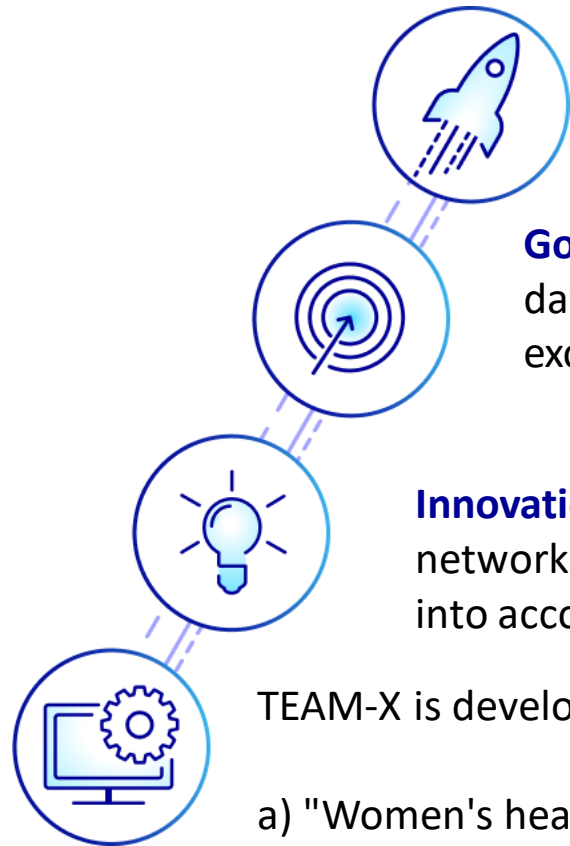 Go
da
exc
Innovati
network
into acco
TEAM-X is develo
a) "Women's hea